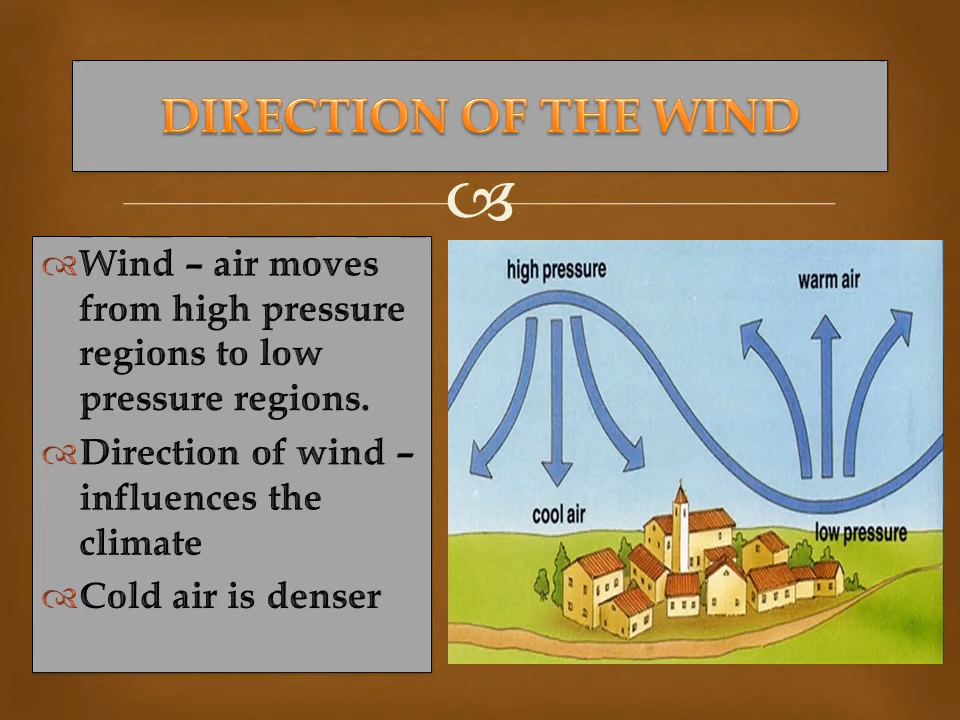 DIRECTION OF THE WIND
Wind – air moves
from high pressure
regions to low
pressure regions.
Direction of wind –
influences the
climate
Cold air is denser
high pressure
warm air
cool air
low pressure